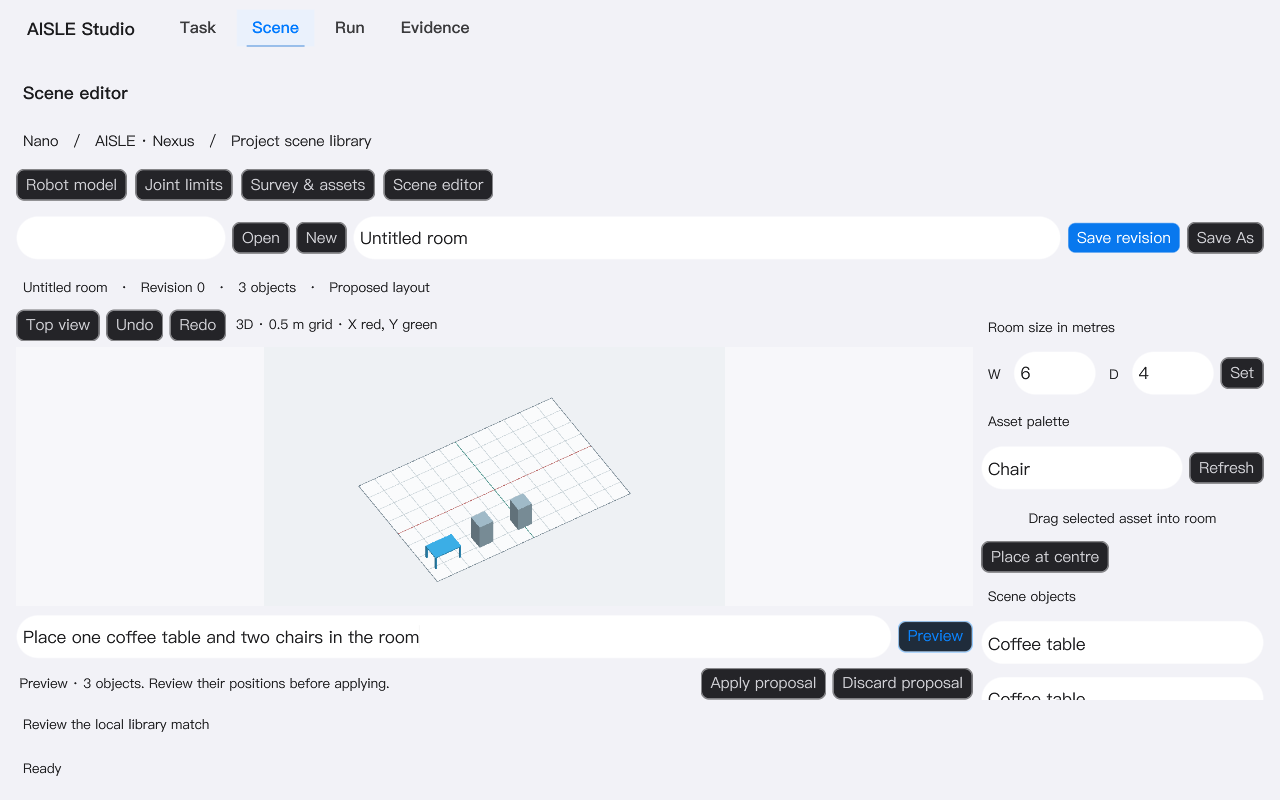 AISLE Studio Task Scene Run Evidence
Scene editor
Nano / AISLE · Nexus / Project scene library
Robot model Joint limits Survey & assets Scene editor
Open New Untitled room Save revision Save As
Untitled room · Revision 0 · 3 objects · Proposed layout
Top view Undo Redo 3D · 0.5 m grid · X red, Y green
Room size in metres
W 6 D 4 Set
Asset palette
Chair Refresh
Drag selected asset into room
Place at centre
Scene objects
Coffee table
Coffee table
Place one coffee table and two chairs in the room Preview
Preview · 3 objects. Review their positions before applying. Apply proposal Discard proposal
Review the local library match
Ready